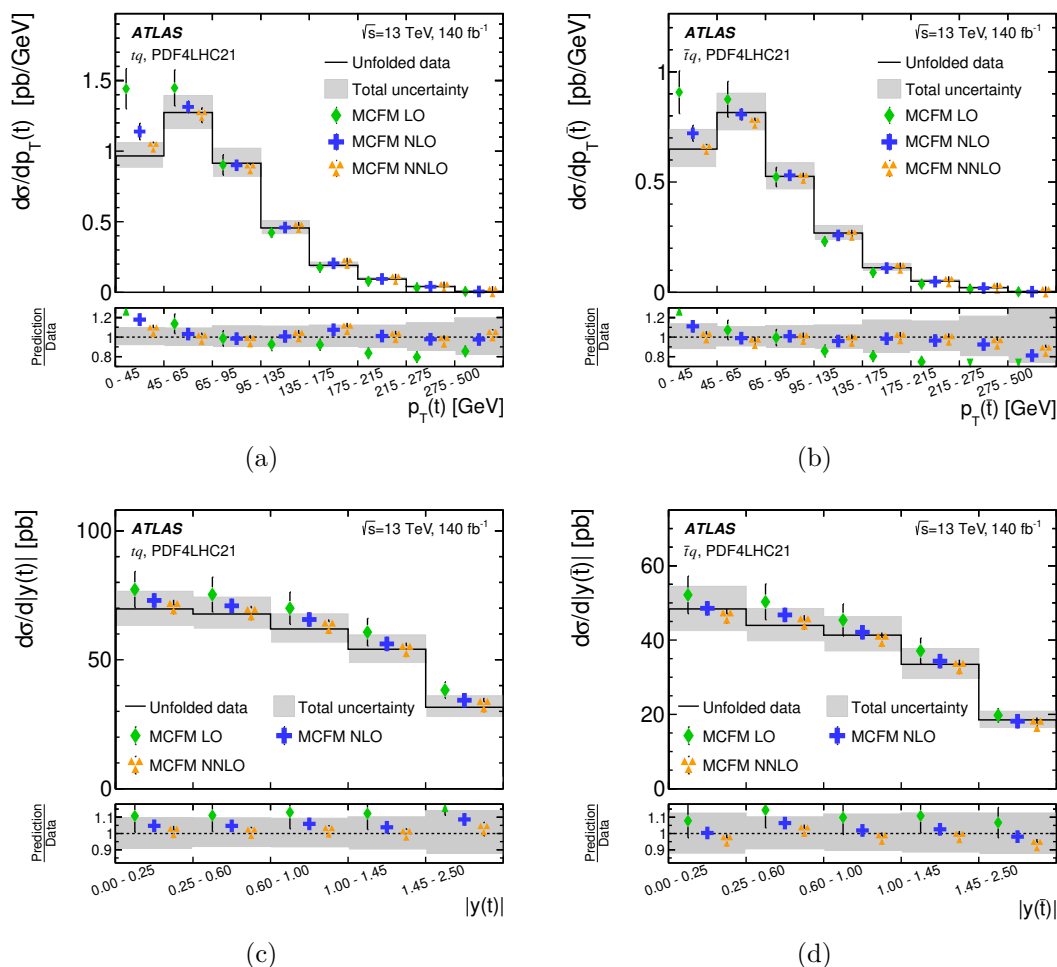 ATLAS
√s=13 TeV, 140 fb⁻¹
tq, PDF4LHC21
Unfolded data
Total uncertainty
MCFM LO
MCFM NLO
MCFM NNLO
dσ/dp_T(t) [pb/GeV]
1.5
1
0.5
0
Prediction
Data
1.2
1
0.8
0 - 45
45 - 65
65 - 95
95 - 135
135 - 175
175 - 215
215 - 275
275 - 500
p_T(t) [GeV]
(a)
ATLAS
√s=13 TeV, 140 fb⁻¹
t̄q, PDF4LHC21
Unfolded data
Total uncertainty
MCFM LO
MCFM NLO
MCFM NNLO
dσ/dp_T(t̄) [pb/GeV]
1
0.5
0
Prediction
Data
1.2
1
0.8
0 - 45
45 - 65
65 - 95
95 - 135
135 - 175
175 - 215
215 - 275
275 - 500
p_T(t̄) [GeV]
(b)
ATLAS
√s=13 TeV, 140 fb⁻¹
tq, PDF4LHC21
dσ/d|y(t)| [pb]
100
50
0
Unfolded data
Total uncertainty
MCFM LO
MCFM NLO
MCFM NNLO
Prediction
Data
1.1
1
0.9
0.00 - 0.25
0.25 - 0.60
0.60 - 1.00
1.00 - 1.45
1.45 - 2.50
|y(t)|
(c)
ATLAS
√s=13 TeV, 140 fb⁻¹
t̄q, PDF4LHC21
dσ/d|y(t̄)| [pb]
60
40
20
0
Unfolded data
Total uncertainty
MCFM LO
MCFM NLO
MCFM NNLO
Prediction
Data
1.1
1
0.9
0.00 - 0.25
0.25 - 0.60
0.60 - 1.00
1.00 - 1.45
1.45 - 2.50
|y(t̄)|
(d)